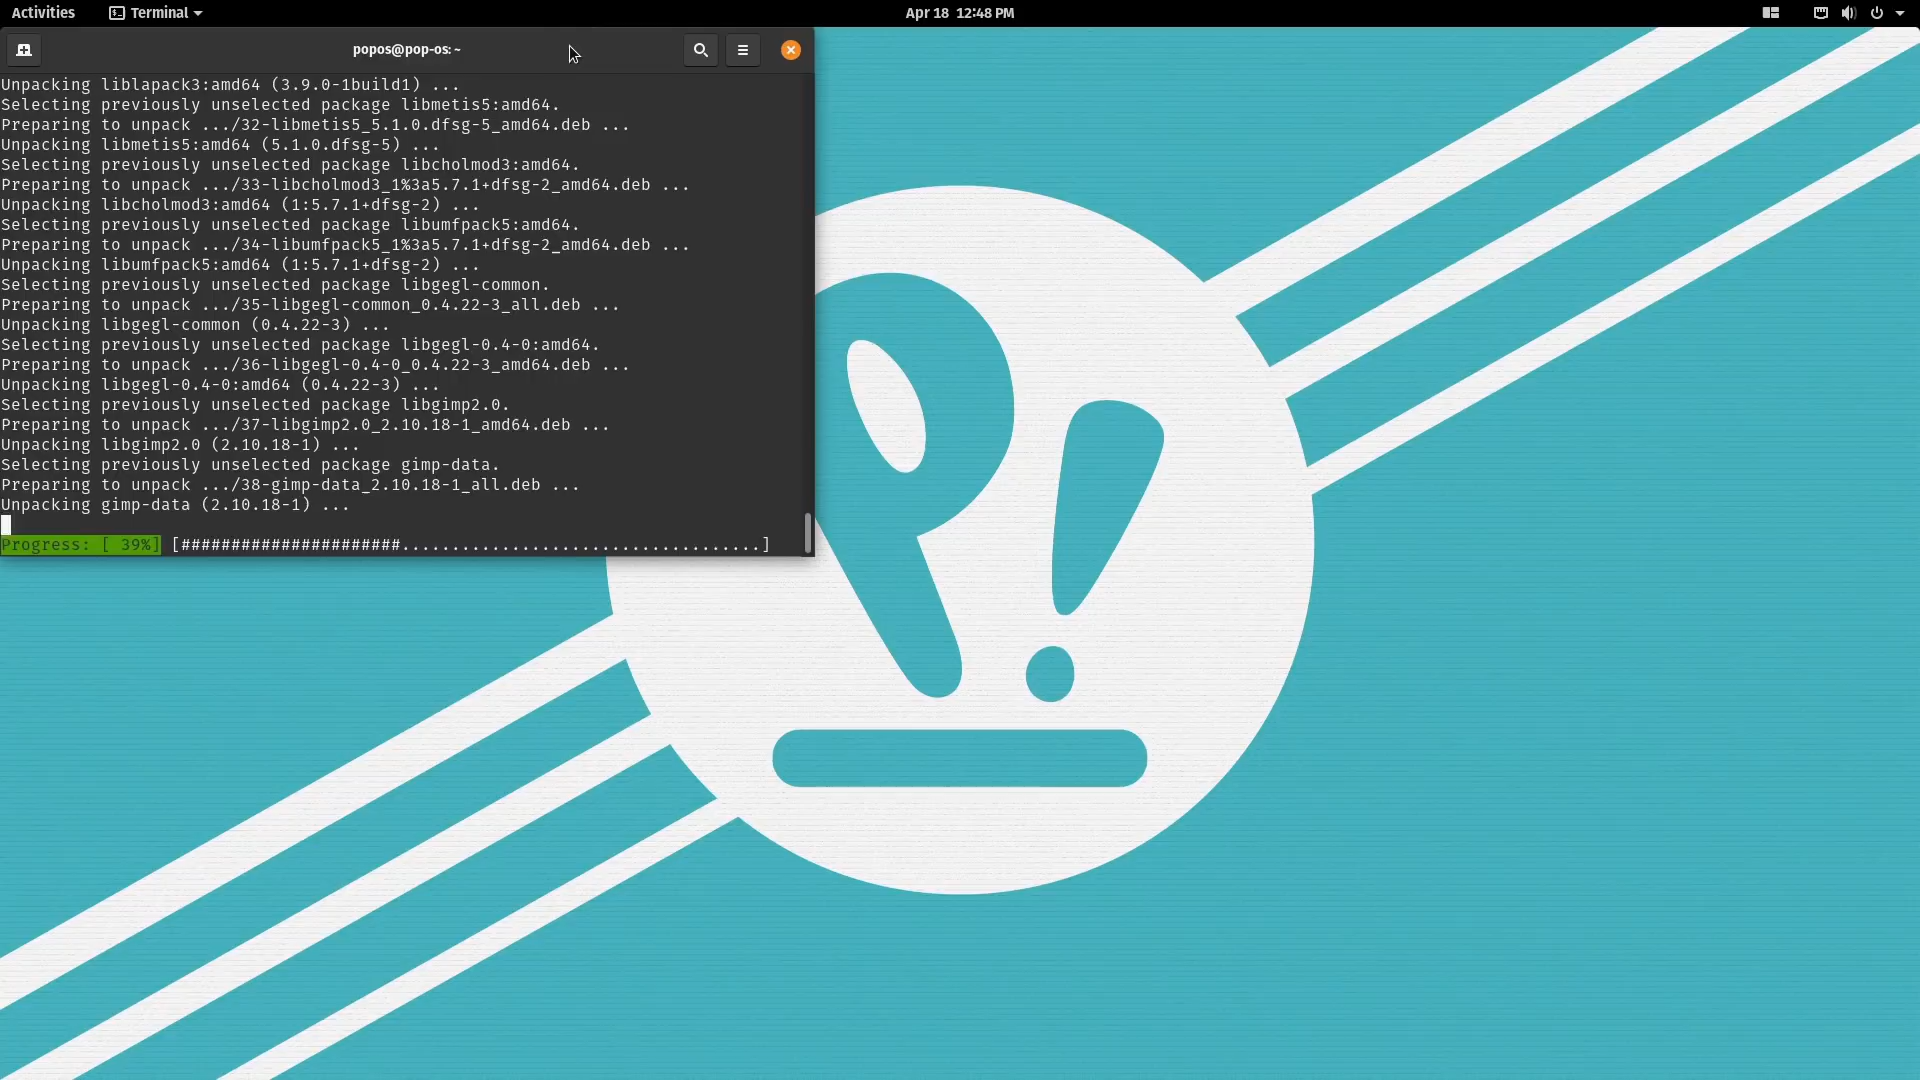 Activities
Terminal
Apr 18  12:48 PM
popos@pop-os: ~
Unpacking liblapack3:amd64 (3.9.0-1build1) ...
Selecting previously unselected package libmetis5:amd64.
Preparing to unpack .../32-libmetis5_5.1.0.dfsg-5_amd64.deb ...
Unpacking libmetis5:amd64 (5.1.0.dfsg-5) ...
Selecting previously unselected package libcholmod3:amd64.
Preparing to unpack .../33-libcholmod3_1%3a5.7.1+dfsg-2_amd64.deb ...
Unpacking libcholmod3:amd64 (1:5.7.1+dfsg-2) ...
Selecting previously unselected package libumfpack5:amd64.
Preparing to unpack .../34-libumfpack5_1%3a5.7.1+dfsg-2_amd64.deb ...
Unpacking libumfpack5:amd64 (1:5.7.1+dfsg-2) ...
Selecting previously unselected package libgegl-common.
Preparing to unpack .../35-libgegl-common_0.4.22-3_all.deb ...
Unpacking libgegl-common (0.4.22-3) ...
Selecting previously unselected package libgegl-0.4-0:amd64.
Preparing to unpack .../36-libgegl-0.4-0_0.4.22-3_amd64.deb ...
Unpacking libgegl-0.4-0:amd64 (0.4.22-3) ...
Selecting previously unselected package libgimp2.0.
Preparing to unpack .../37-libgimp2.0_2.10.18-1_amd64.deb ...
Unpacking libgimp2.0 (2.10.18-1) ...
Selecting previously unselected package gimp-data.
Preparing to unpack .../38-gimp-data_2.10.18-1_all.deb ...
Unpacking gimp-data (2.10.18-1) ...
Progress: [ 39%] [######################....................................]
P!